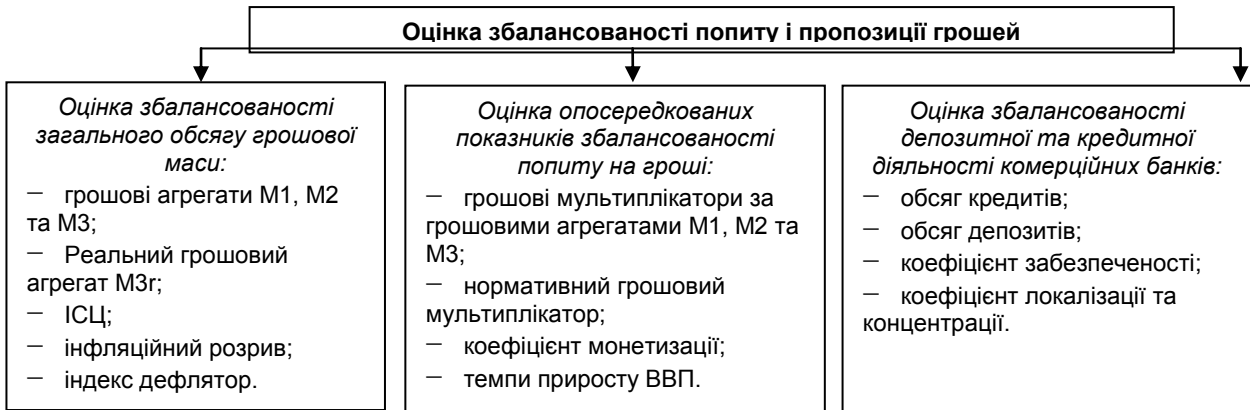 Оцінка збалансованості попиту і пропозиції грошей
Оцінка збалансованості
загального обсягу грошової
маси:
— грошові агрегати М1, М2
та М3;
— Реальний грошовий
агрегат М3r;
— ІСЦ;
— інфляційний розрив;
— індекс дефлятор.
Оцінка опосередкованих
показників збалансованості
попиту на гроші:
— грошові мультиплікатори за
грошовими агрегатами М1, М2 та
М3;
— нормативний грошовий
мультиплікатор;
— коефіцієнт монетизації;
— темпи приросту ВВП.
Оцінка збалансованості
депозитної та кредитної
діяльності комерційних банків:
— обсяг кредитів;
— обсяг депозитів;
— коефіцієнт забезпеченості;
— коефіцієнт локалізації та
концентрації.